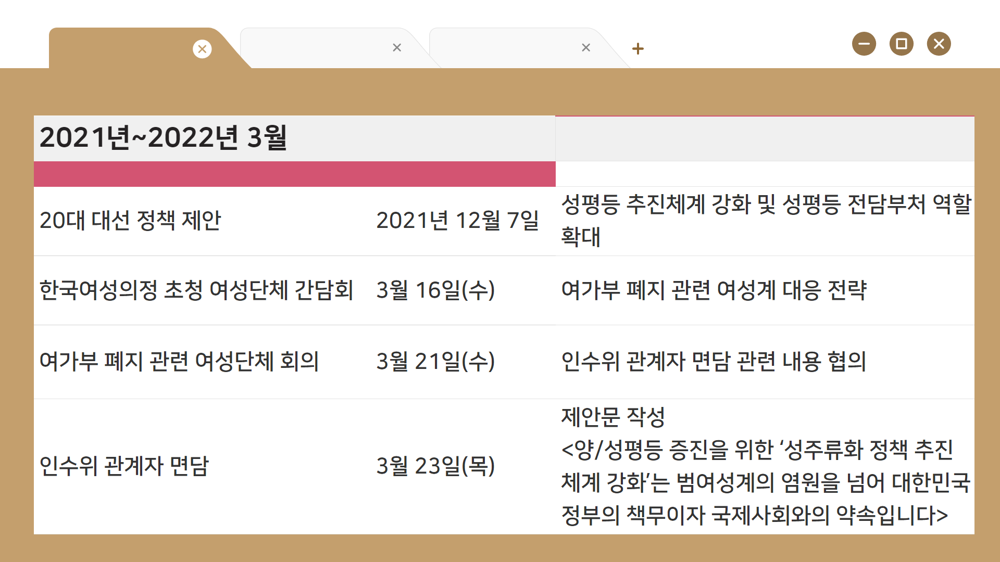 2021년~2022년 3월
20대 대선 정책 제안
2021년 12월 7일
성평등 추진체계 강화 및 성평등 전담부처 역할
확대
한국여성의정 초청 여성단체 간담회
3월 16일(수)
여가부 폐지 관련 여성계 대응 전략
여가부 폐지 관련 여성단체 회의
3월 21일(수)
인수위 관계자 면담 관련 내용 협의
인수위 관계자 면담
3월 23일(목)
제안문 작성
<양/성평등 증진을 위한 ‘성주류화 정책 추진
체계 강화’는 범여성계의 염원을 넘어 대한민국
정부의 책무이자 국제사회와의 약속입니다>